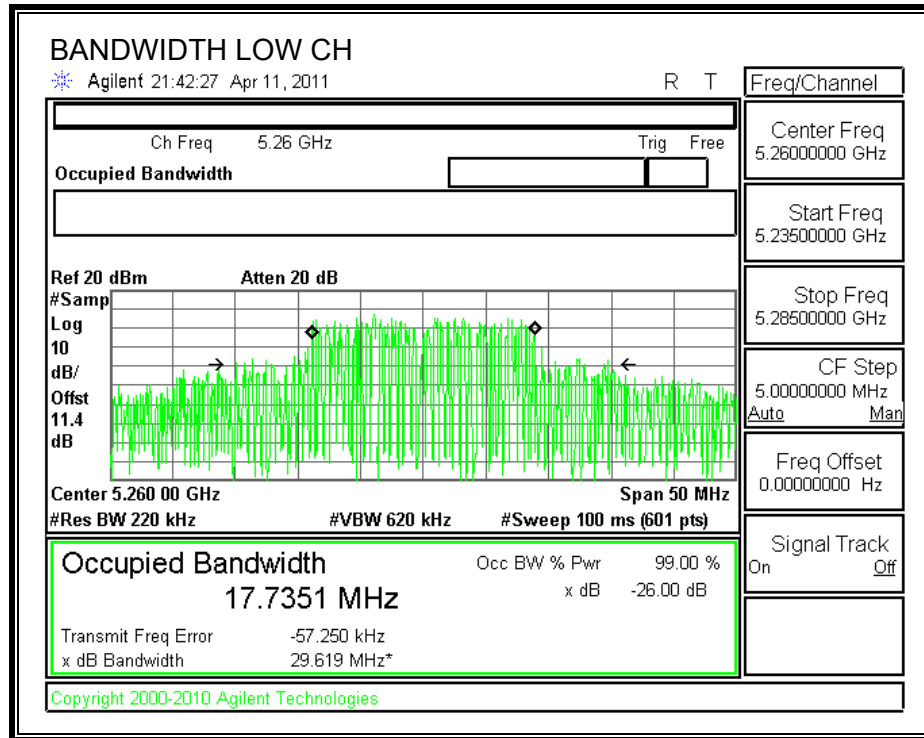 BANDWIDTH LOW CH
Agilent 21:42:27 Apr 11, 2011 R T
Freq/Channel
Ch Freq 5.26 GHz Trig Free
Occupied Bandwidth
Center Freq
5.26000000 GHz
Start Freq
5.23500000 GHz
Stop Freq
5.28500000 GHz
CF Step
5.00000000 MHz
Auto Man
Freq Offset
0.00000000 Hz
Signal Track
On Off
Ref 20 dBm Atten 20 dB
#Samp
Log
10
dB/
Offst
11.4
dB
Center 5.260 00 GHz Span 50 MHz
#Res BW 220 kHz #VBW 620 kHz #Sweep 100 ms (601 pts)
Occupied Bandwidth Occ BW % Pwr 99.00 %
17.7351 MHz x dB -26.00 dB
Transmit Freq Error -57.250 kHz
x dB Bandwidth 29.619 MHz*
Copyright 2000-2010 Agilent Technologies